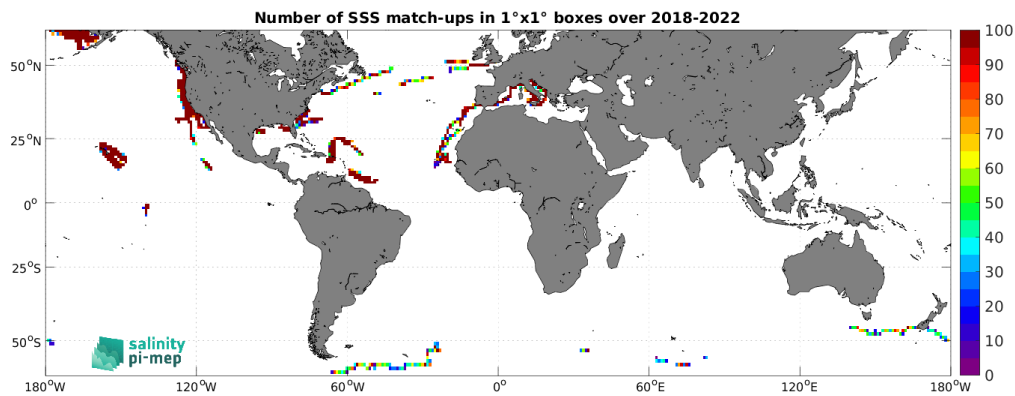 Number of SSS match-ups in 1°x1° boxes over 2018-2022
50°N
25°N
0°
25°S
50°S
180°W
120°W
60°W
0°
60°E
120°E
180°W
100
90
80
70
60
50
40
30
20
10
0
salinity
pi-mep